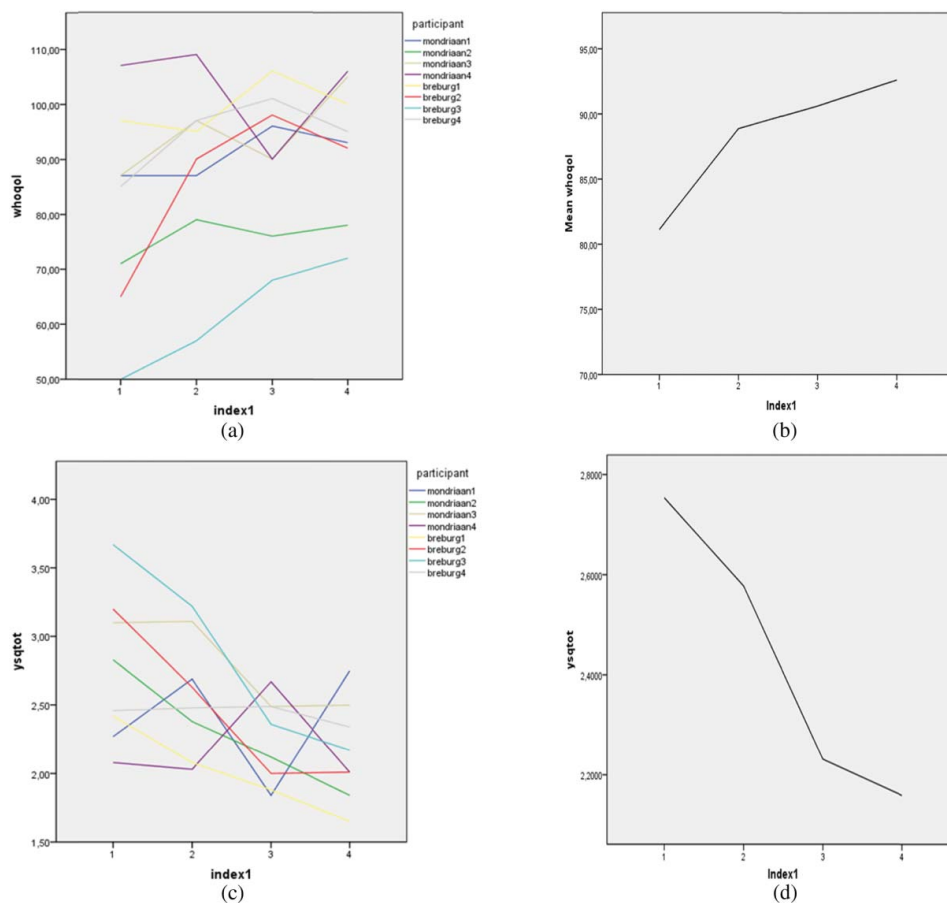 participant
mondriaan1
mondriaan2
mondriaan3
mondriaan4
breburg1
breburg2
breburg3
breburg4
110,00
100,00
90,00
80,00
70,00
60,00
50,00
whoqol
1 2 3 4
index1
(a)
95,00
90,00
85,00
80,00
75,00
70,00
Mean whoqol
1 2 3 4
Index1
(b)
participant
mondriaan1
mondriaan2
mondriaan3
mondriaan4
breburg1
breburg2
breburg3
breburg4
4,00
3,50
3,00
2,50
2,00
1,50
ysqtot
1 2 3 4
index1
(c)
2,8000
2,6000
2,4000
2,2000
ysqtot
1 2 3 4
Index1
(d)